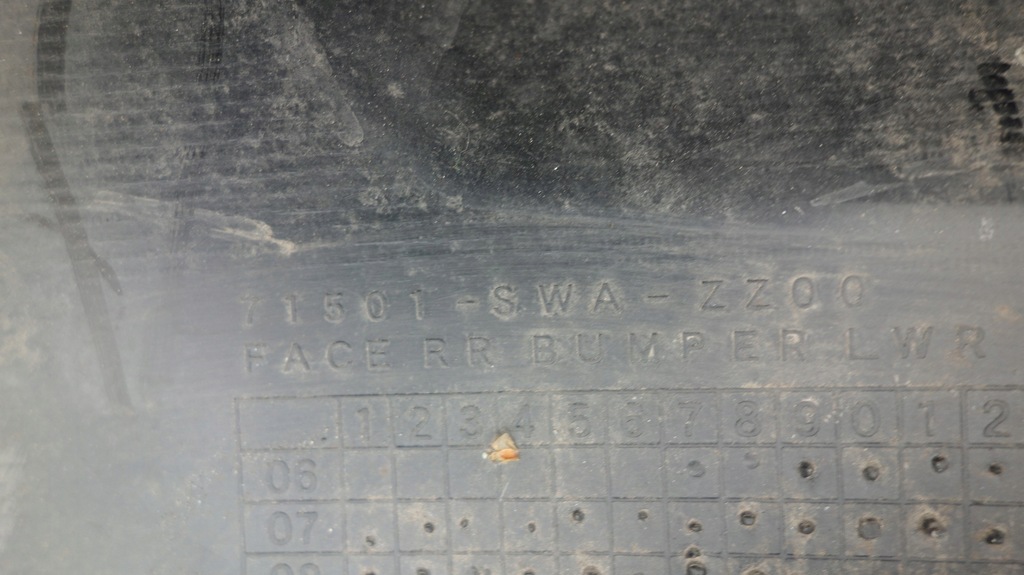 71501-SWA-ZZ00
FACE RR BUMPER LWR
1 2 3 4 5 6 7 8 9 0 1 2
06
07